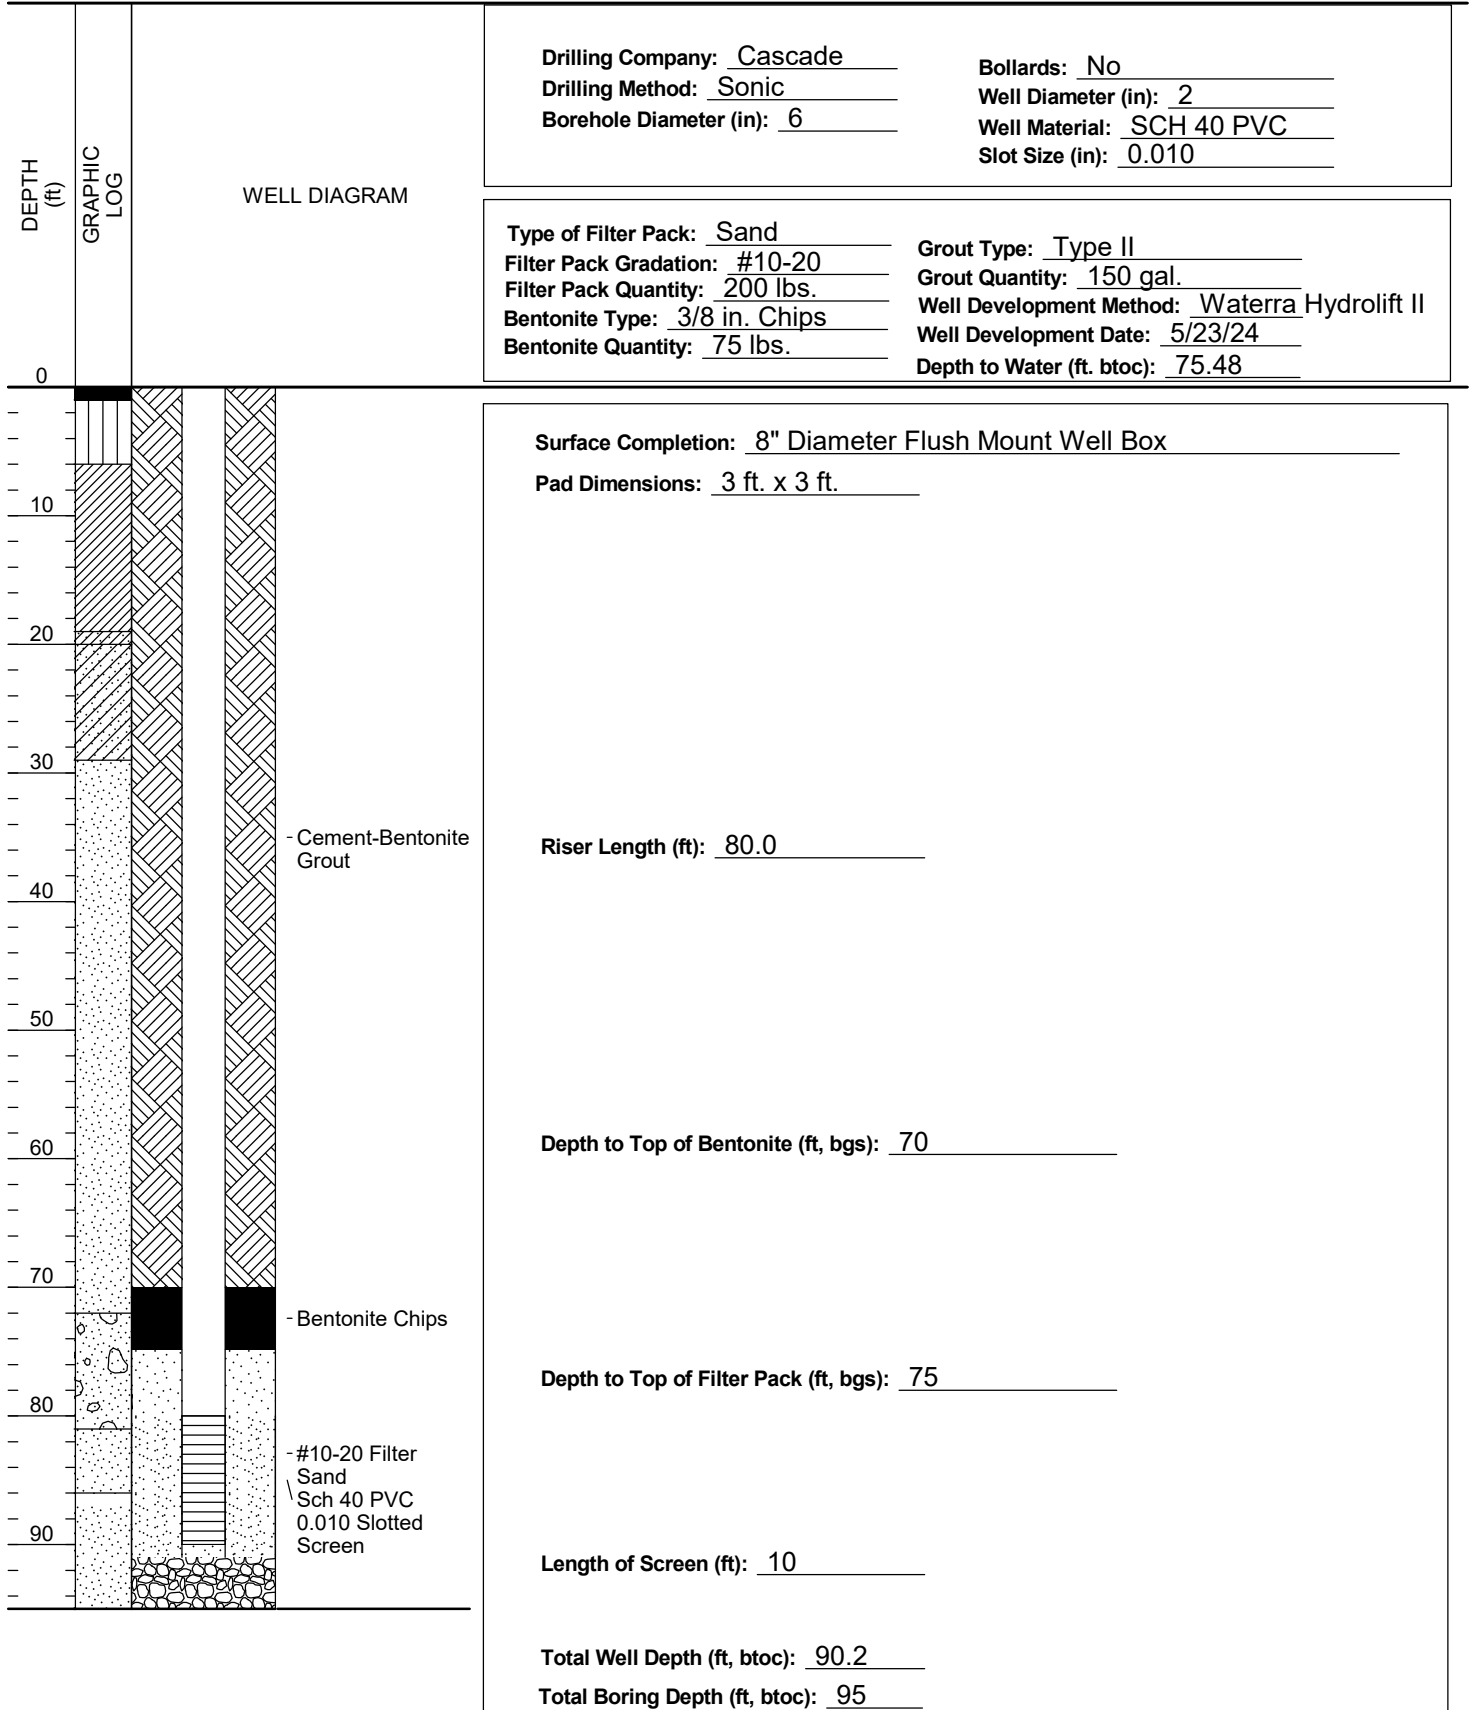 DEPTH
(ft)
GRAPHIC
LOG
WELL DIAGRAM
Drilling Company: Cascade
Drilling Method: Sonic
Borehole Diameter (in): 6
Bollards: No
Well Diameter (in): 2
Well Material: SCH 40 PVC
Slot Size (in): 0.010
Type of Filter Pack: Sand
Filter Pack Gradation: #10-20
Filter Pack Quantity: 200 lbs.
Bentonite Type: 3/8 in. Chips
Bentonite Quantity: 75 lbs.
Grout Type: Type II
Grout Quantity: 150 gal.
Well Development Method: Waterra Hydrolift II
Well Development Date: 5/23/24
Depth to Water (ft. btoc): 75.48
0
10
20
30
40
50
60
70
80
90
Cement-Bentonite
Grout
Bentonite Chips
#10-20 Filter
Sand
Sch 40 PVC
0.010 Slotted
Screen
Surface Completion: 8" Diameter Flush Mount Well Box
Pad Dimensions: 3 ft. x 3 ft.
Riser Length (ft): 80.0
Depth to Top of Bentonite (ft, bgs): 70
Depth to Top of Filter Pack (ft, bgs): 75
Length of Screen (ft): 10
Total Well Depth (ft, btoc): 90.2
Total Boring Depth (ft, btoc): 95